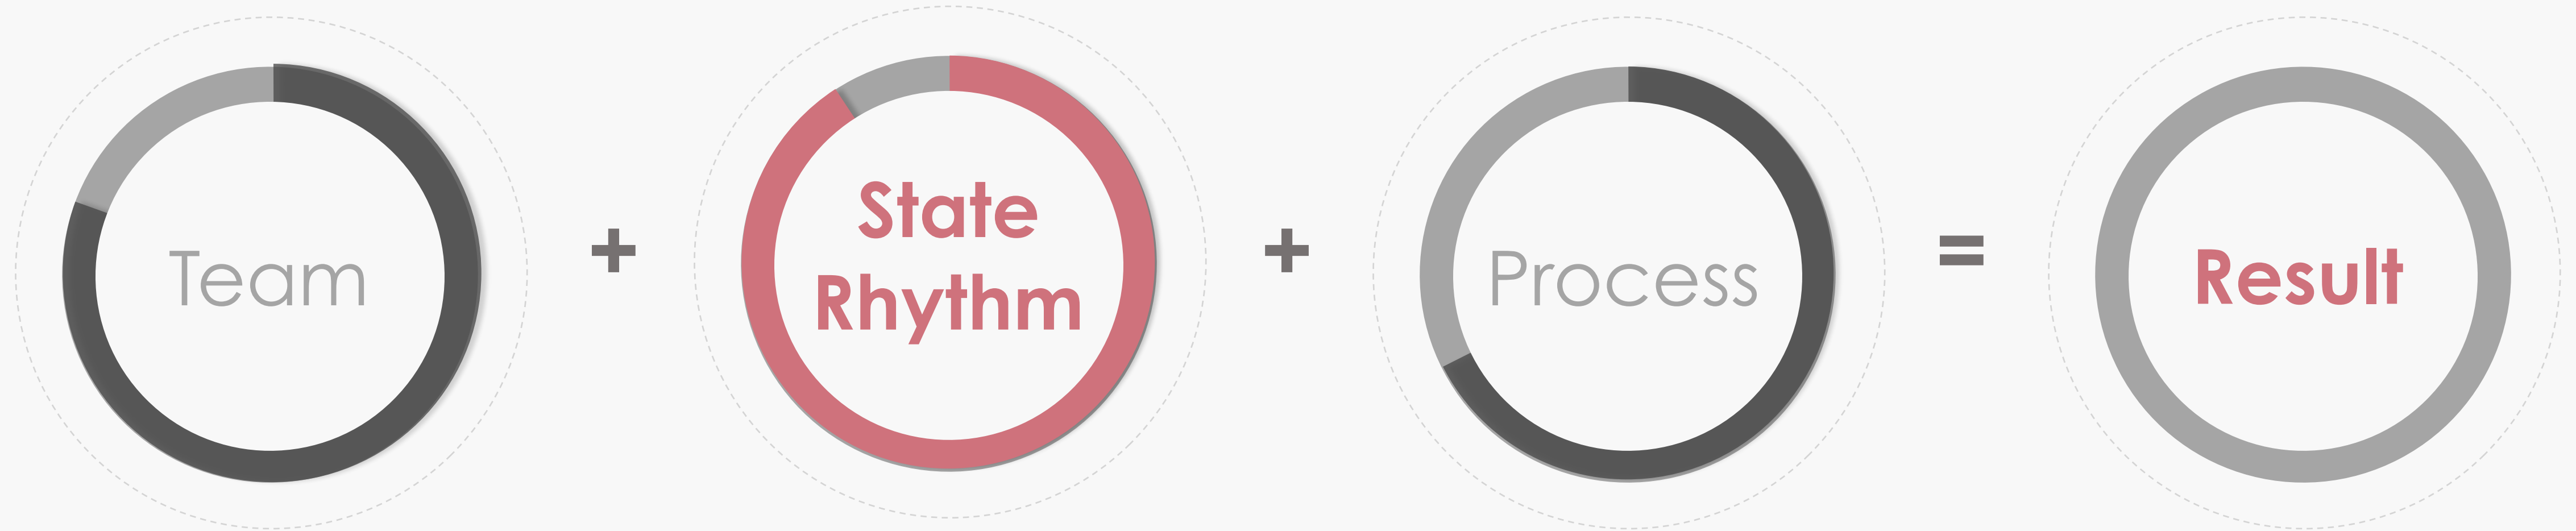 Team
+
State
Rhythm
+
Process
=
Result